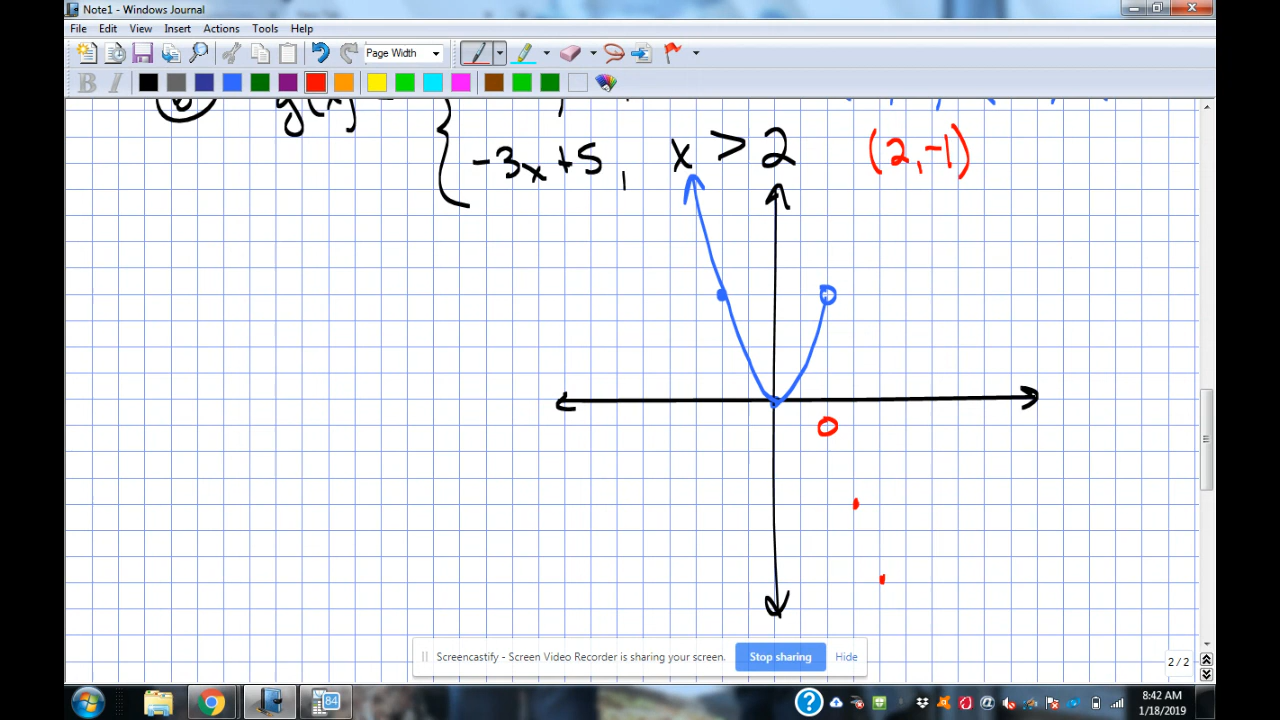 Note1 - Windows Journal
File Edit View Insert Actions Tools Help
Page Width
B I
g(x) =
-3x+5, x > 2 (2,-1)
Screencastify - Screen Video Recorder is sharing your screen. Stop sharing Hide
2 / 2
84
8:42 AM
1/18/2019